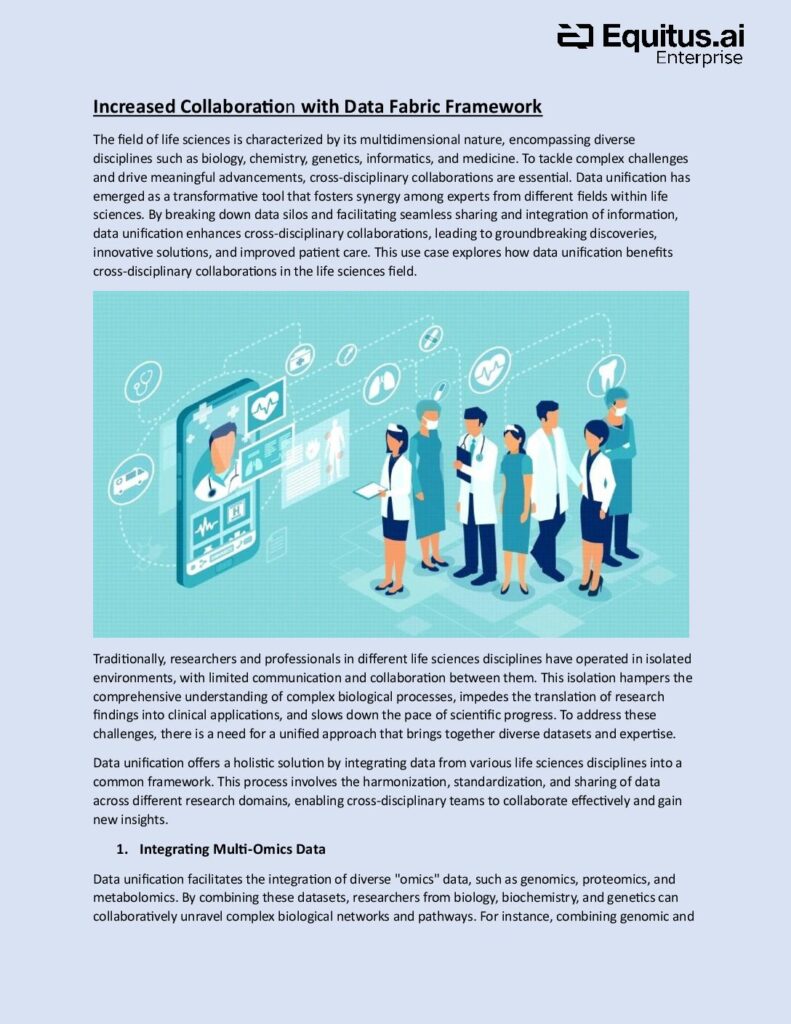 Equitus.ai
Enterprise
Increased Collaboration with Data Fabric Framework
The field of life sciences is characterized by its multidimensional nature, encompassing diverse
disciplines such as biology, chemistry, genetics, informatics, and medicine. To tackle complex challenges
and drive meaningful advancements, cross-disciplinary collaborations are essential. Data unification has
emerged as a transformative tool that fosters synergy among experts from different fields within life
sciences. By breaking down data silos and facilitating seamless sharing and integration of information,
data unification enhances cross-disciplinary collaborations, leading to groundbreaking discoveries,
innovative solutions, and improved patient care. This use case explores how data unification benefits
cross-disciplinary collaborations in the life sciences field.
H
Traditionally, researchers and professionals in different life sciences disciplines have operated in isolated
environments, with limited communication and collaboration between them. This isolation hampers the
comprehensive understanding of complex biological processes, impedes the translation of research
findings into clinical applications, and slows down the pace of scientific progress. To address these
challenges, there is a need for a unified approach that brings together diverse datasets and expertise.
Data unification offers a holistic solution by integrating data from various life sciences disciplines into a
common framework. This process involves the harmonization, standardization, and sharing of data
across different research domains, enabling cross-disciplinary teams to collaborate effectively and gain
new insights.
1. Integrating Multi-Omics Data
Data unification facilitates the integration of diverse "omics" data, such as genomics, proteomics, and
metabolomics. By combining these datasets, researchers from biology, biochemistry, and genetics can
collaboratively unravel complex biological networks and pathways. For instance, combining genomic and